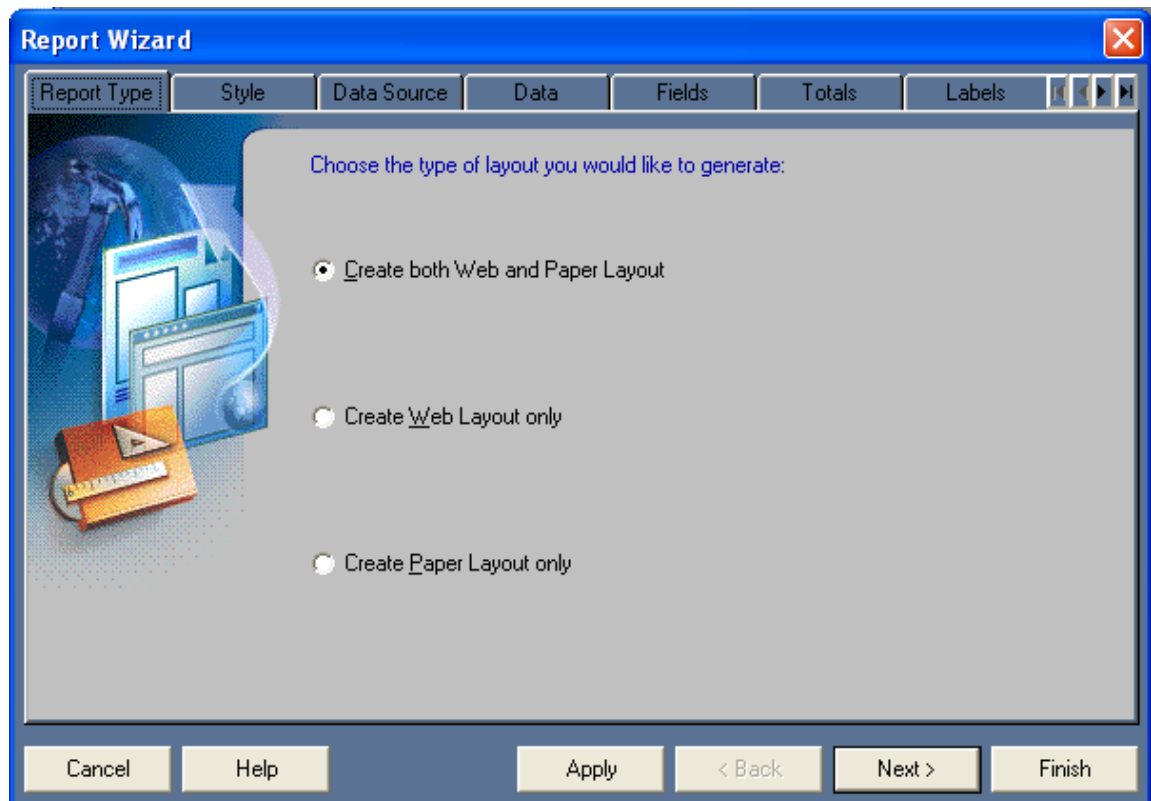 Report Wizard
Report Type Style Data Source Data Fields Totals Labels
Choose the type of layout you would like to generate:
Create both Web and Paper Layout
Create Web Layout only
Create Paper Layout only
Cancel Help Apply < Back Next > Finish